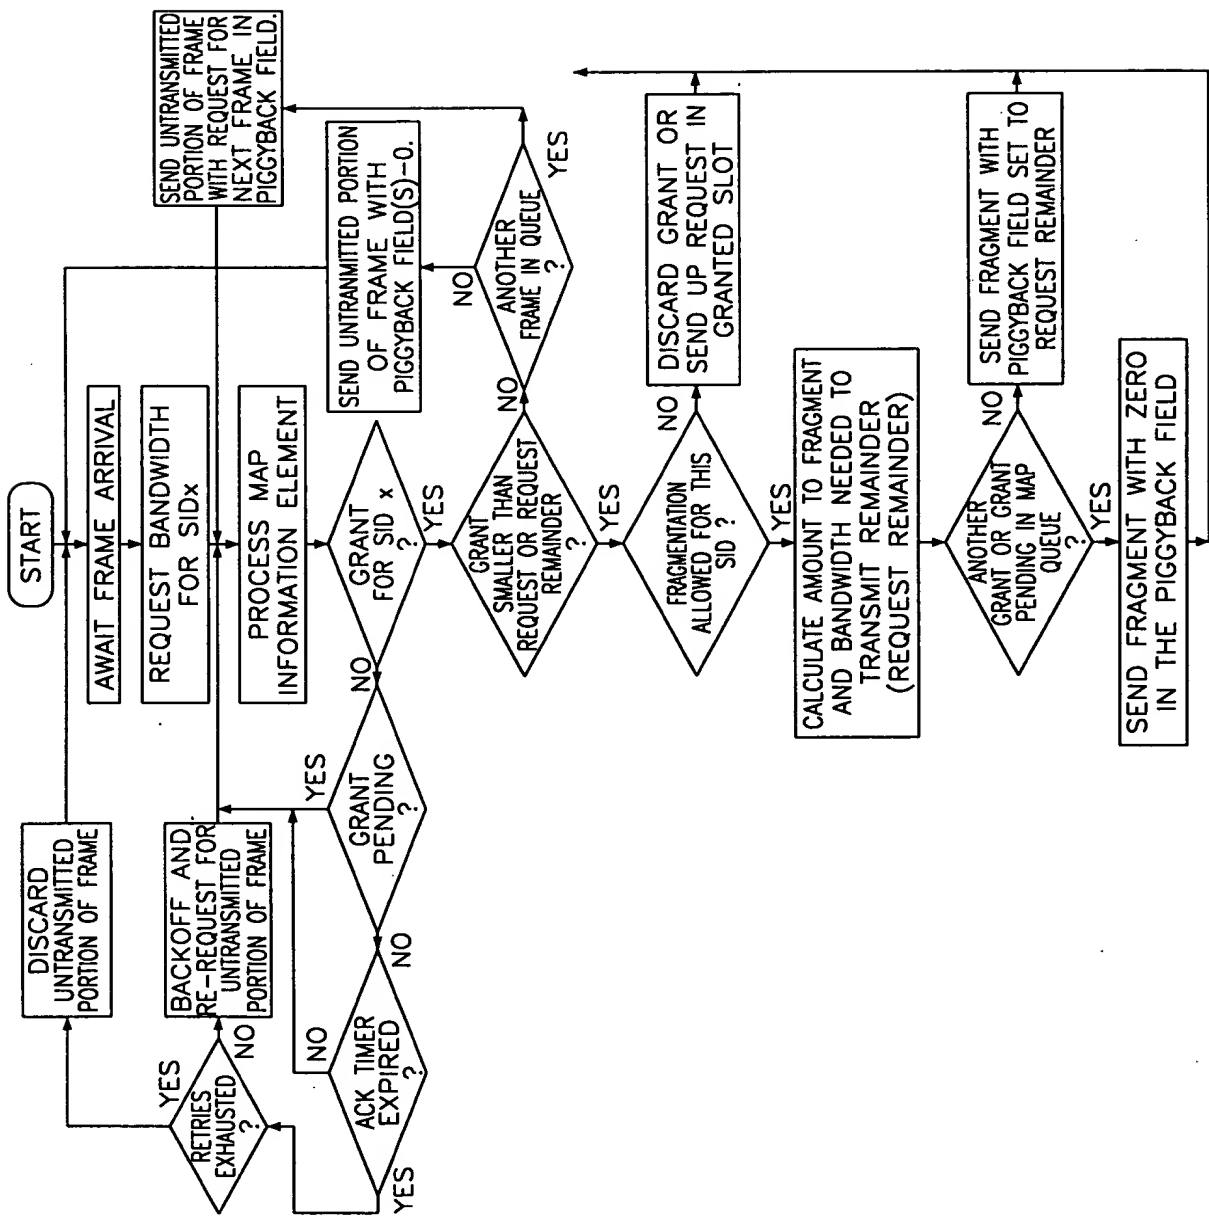 START
AWAIT FRAME ARRIVAL
REQUEST BANDWIDTH
FOR SIDx
PROCESS MAP
INFORMATION ELEMENT
GRANT
FOR SID x
?
NO
YES
GRANT
PENDING
?
YES
NO
ACK TIMER
EXPIRED
?
NO
YES
RETRIES
EXHAUSTED
?
YES
NO
DISCARD
UNTRANSMITTED
PORTION OF FRAME
BACKOFF AND
RE-REQUEST FOR
UNTRANSMITTED
PORTION OF FRAME
GRANT
SMALLER THAN
REQUEST OR REQUEST
REMAINDER
?
NO
YES
ANOTHER
FRAME IN QUEUE
?
NO
YES
SEND UNTRANMITTED PORTION
OF FRAME WITH
PIGGYBACK FIELD(S)-0.
SEND UNTRANSMITTED
PORTION OF FRAME
WITH REQUEST FOR
NEXT FRAME IN
PIGGYBACK FIELD.
FRAGMENTATION
ALLOWED FOR THIS
SID ?
NO
YES
DISCARD GRANT OR
SEND UP REQUEST IN
GRANTED SLOT
CALCULATE AMOUNT TO FRAGMENT
AND BANDWIDTH NEEDED TO
TRANSMIT REMAINDER
(REQUEST REMAINDER)
ANOTHER
GRANT OR GRANT
PENDING IN MAP
QUEUE
?
NO
YES
SEND FRAGMENT WITH
PIGGYBACK FIELD SET TO
REQUEST REMAINDER
SEND FRAGMENT WITH ZERO
IN THE PIGGYBACK FIELD